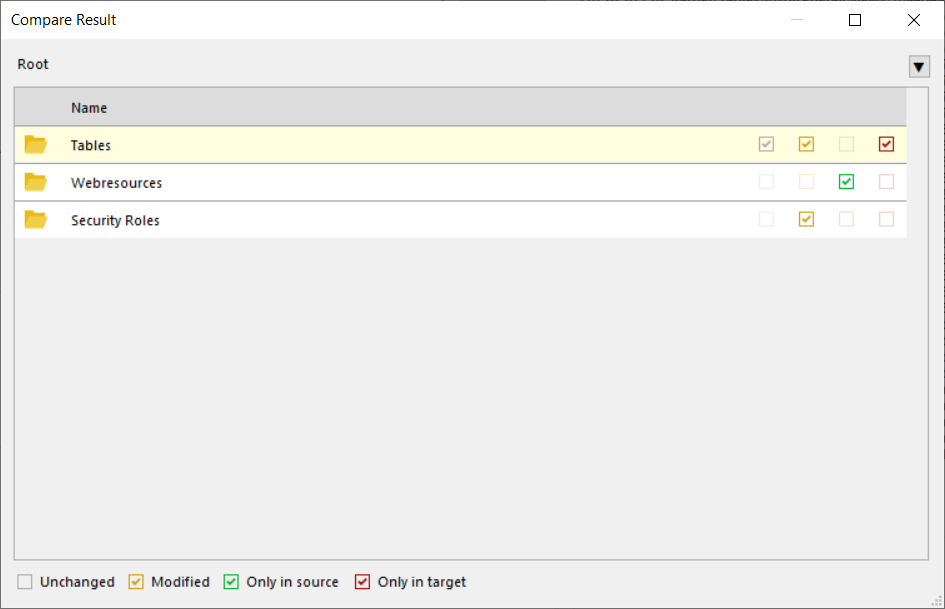 Compare Result
Root
Name
Tables
Webresources
Security Roles
Unchanged Modified Only in source Only in target